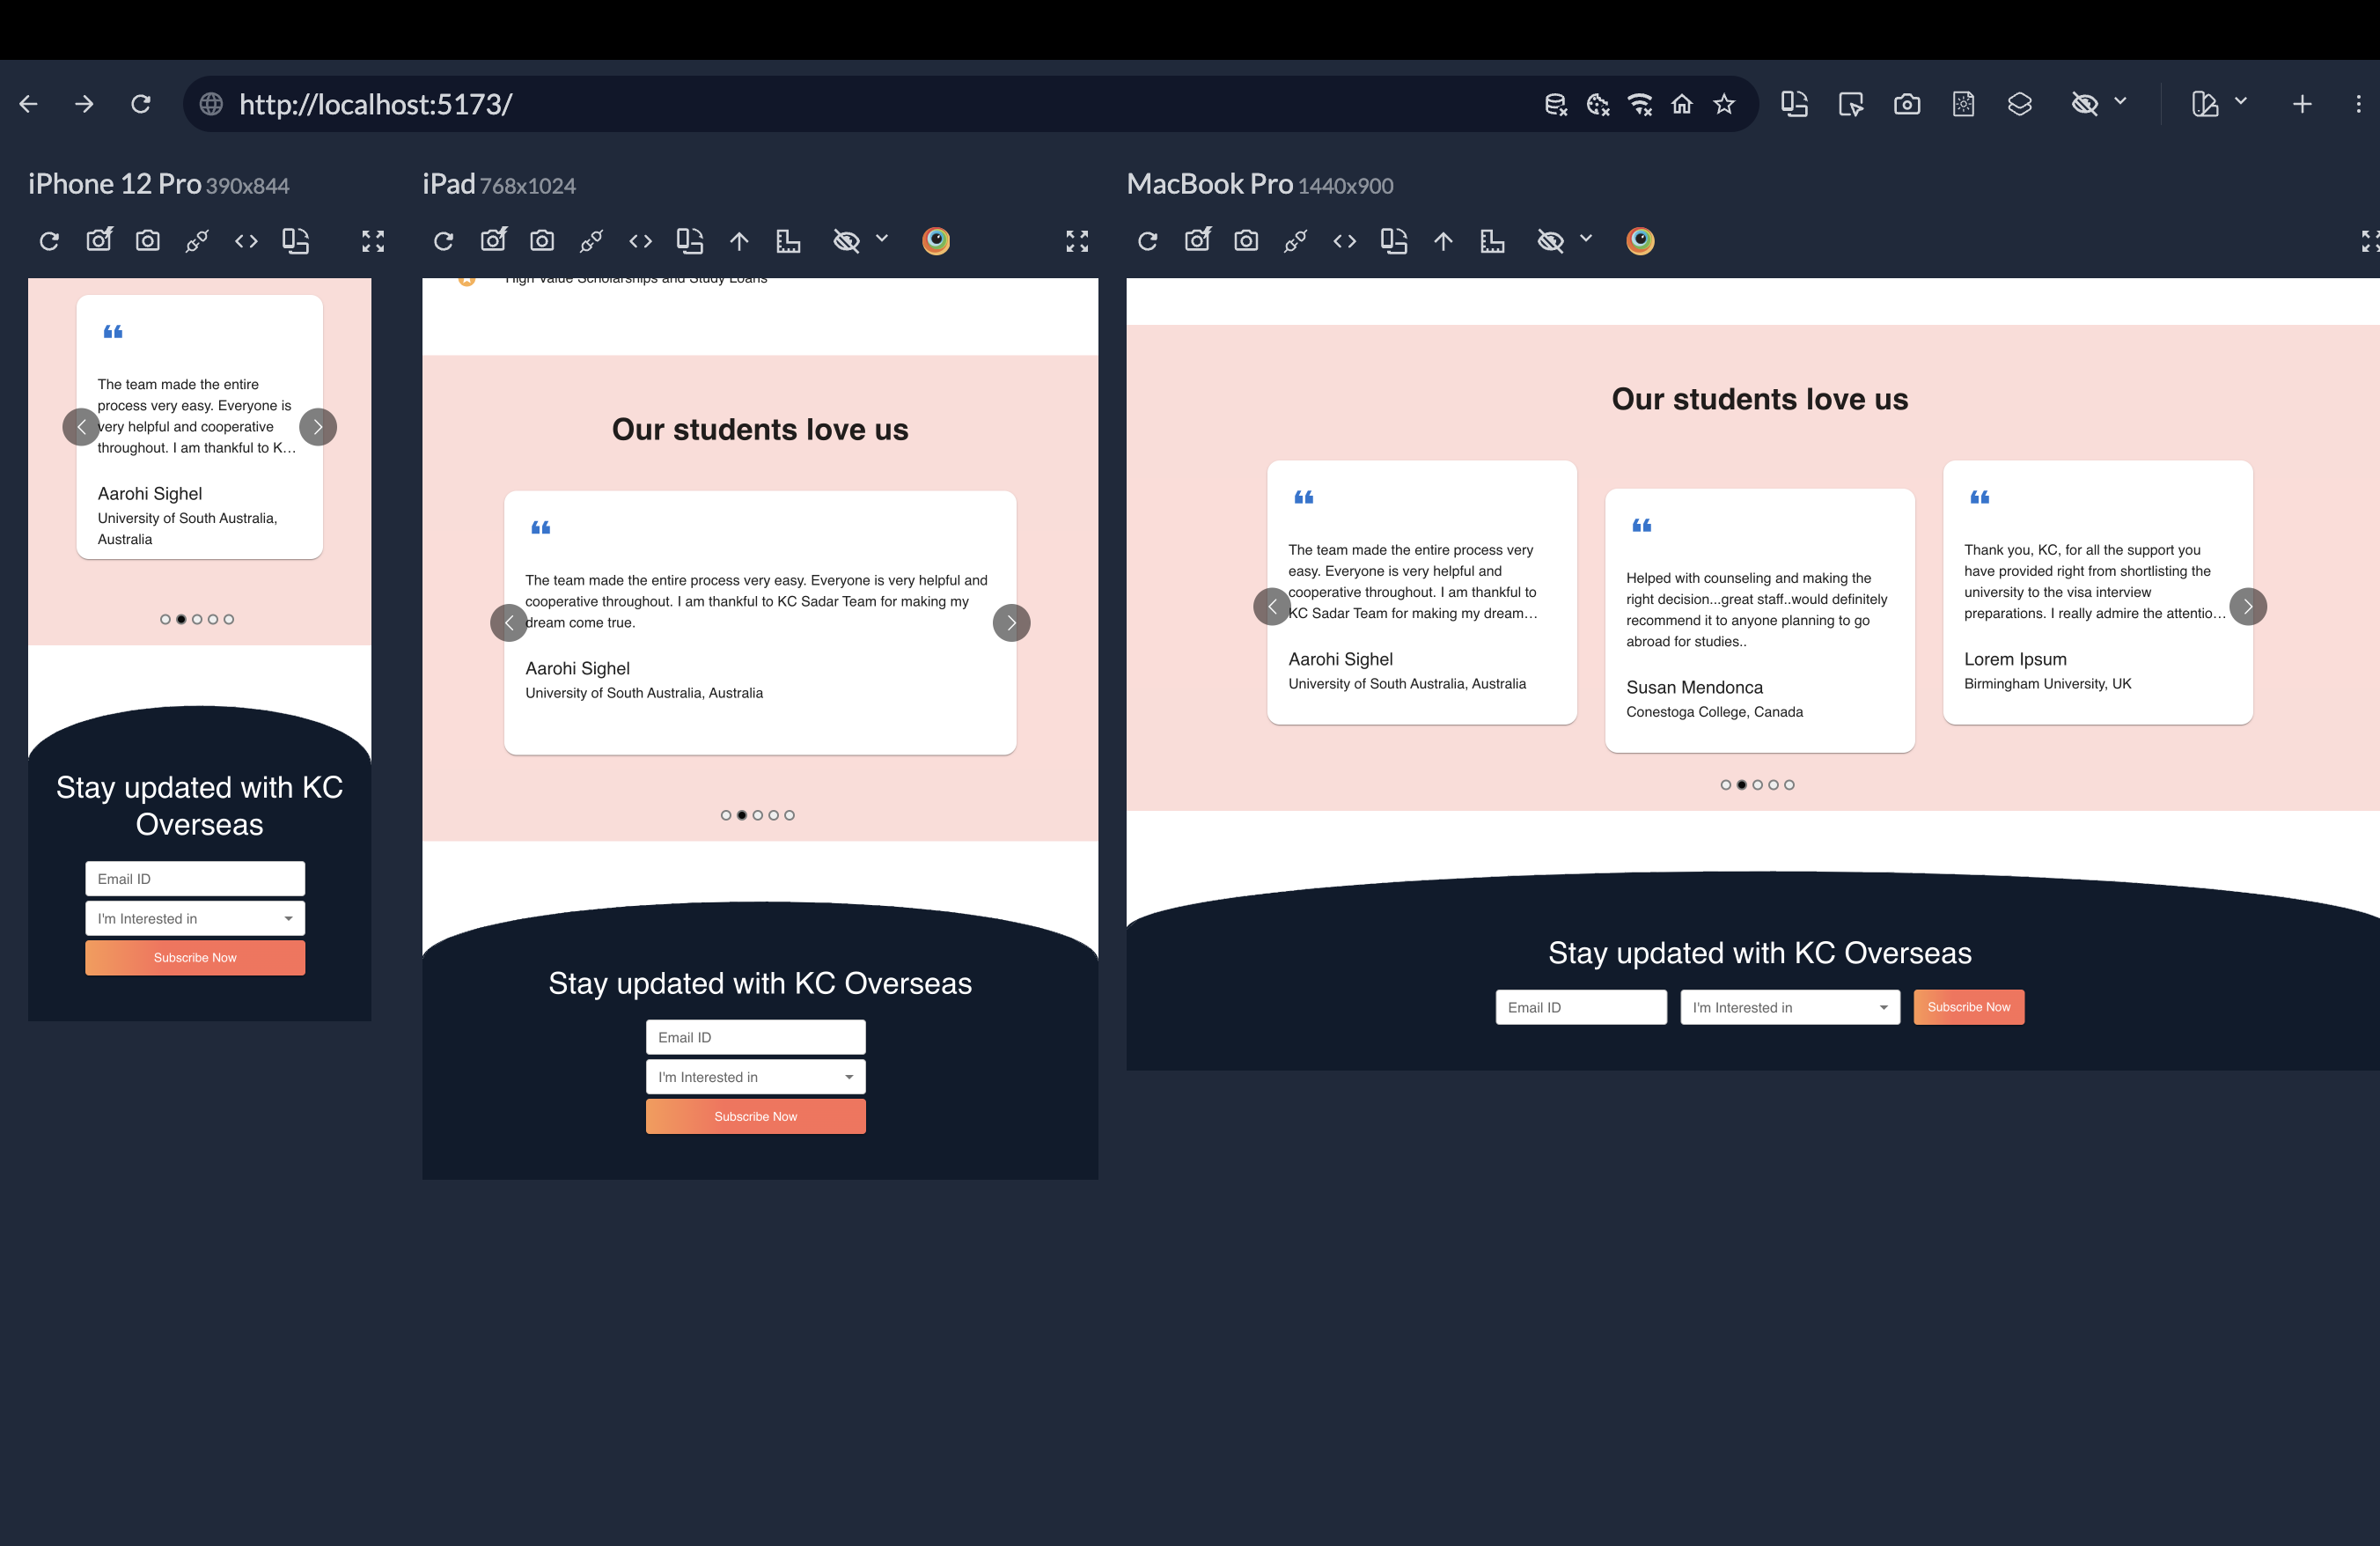 http://localhost:5173/
iPhone 12 Pro 390x844
“
The team made the entire
process very easy. Everyone is
very helpful and cooperative
throughout. I am thankful to K…
Aarohi Sighel
University of South Australia,
Australia
Stay updated with KC
Overseas
Email ID
I'm Interested in
Subscribe Now
iPad 768x1024
High Value Scholarships and Study Loans
Our students love us
“
The team made the entire process very easy. Everyone is very helpful and
cooperative throughout. I am thankful to KC Sadar Team for making my
dream come true.
Aarohi Sighel
University of South Australia, Australia
Stay updated with KC Overseas
Email ID
I'm Interested in
Subscribe Now
MacBook Pro 1440x900
Our students love us
“
The team made the entire process very
easy. Everyone is very helpful and
cooperative throughout. I am thankful to
KC Sadar Team for making my dream…
Aarohi Sighel
University of South Australia, Australia
“
Helped with counseling and making the
right decision...great staff..would definitely
recommend it to anyone planning to go
abroad for studies..
Susan Mendonca
Conestoga College, Canada
“
Thank you, KC, for all the support you
have provided right from shortlisting the
university to the visa interview
preparations. I really admire the attentio…
Lorem Ipsum
Birmingham University, UK
Stay updated with KC Overseas
Email ID
I'm Interested in
Subscribe Now